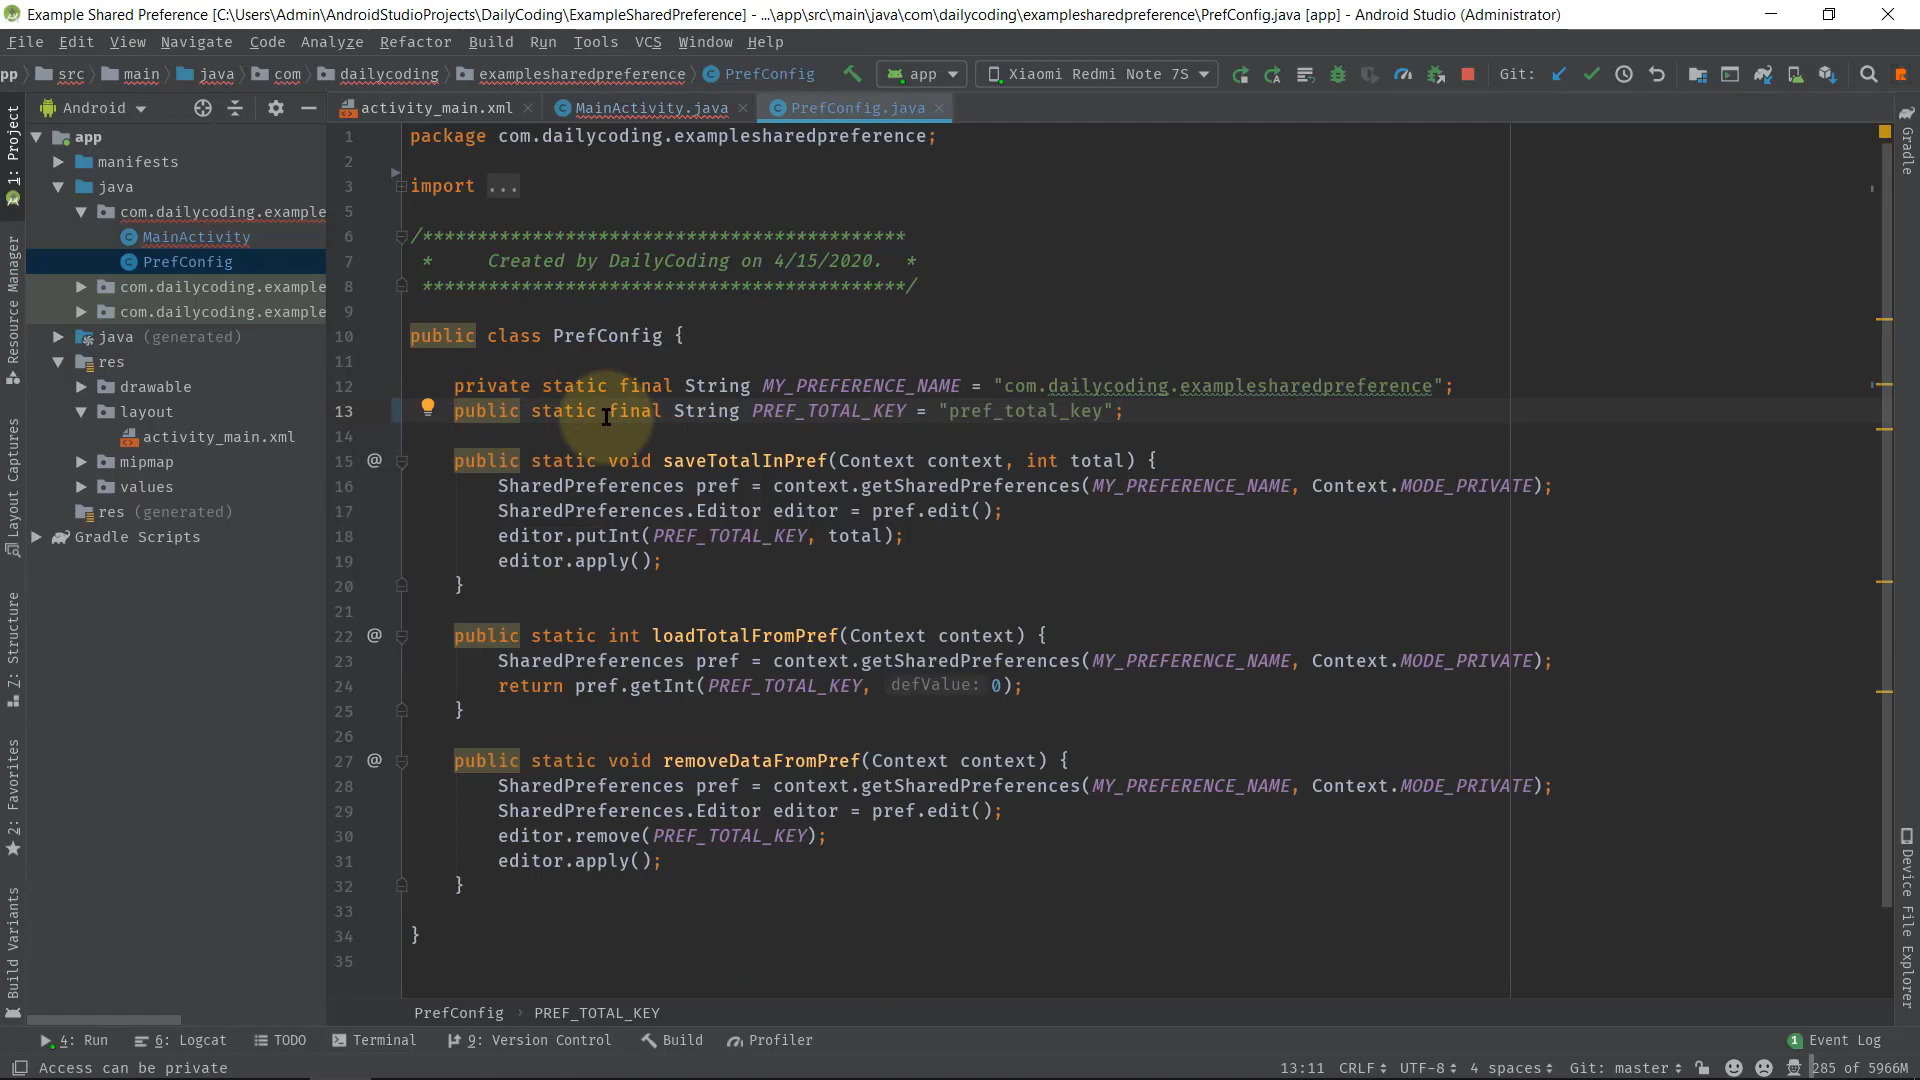 Example Shared Preference [C:\Users\Admin\AndroidStudioProjects\DailyCoding\ExampleSharedPreference] - ...\app\src\main\java\com\dailycoding\examplesharedpreference\PrefConfig.java [app] - Android Studio (Administrator)
File Edit View Navigate Code Analyze Refactor Build Run Tools VCS Window Help
pp src main java com dailycoding examplesharedpreference PrefConfig app Xiaomi Redmi Note 7S Git:
Android activity_main.xml MainActivity.java PrefConfig.java
1: Project
Resource Manager
Layout Captures
7: Structure
2: Favorites
Build Variants
app
manifests
java
com.dailycoding.example
MainActivity
PrefConfig
com.dailycoding.example
com.dailycoding.example
java (generated)
res
drawable
layout
activity_main.xml
mipmap
values
res (generated)
Gradle Scripts
1 package com.dailycoding.examplesharedpreference;
2
3 import ...
5
6 /********************************************
7 * Created by DailyCoding on 4/15/2020. *
8 ********************************************/
9
10 public class PrefConfig {
11
12 private static final String MY_PREFERENCE_NAME = "com.dailycoding.examplesharedpreference";
13 public static final String PREF_TOTAL_KEY = "pref_total_key";
14
15 @ public static void saveTotalInPref(Context context, int total) {
16 SharedPreferences pref = context.getSharedPreferences(MY_PREFERENCE_NAME, Context.MODE_PRIVATE);
17 SharedPreferences.Editor editor = pref.edit();
18 editor.putInt(PREF_TOTAL_KEY, total);
19 editor.apply();
20 }
21
22 @ public static int loadTotalFromPref(Context context) {
23 SharedPreferences pref = context.getSharedPreferences(MY_PREFERENCE_NAME, Context.MODE_PRIVATE);
24 return pref.getInt(PREF_TOTAL_KEY, defValue: 0);
25 }
26
27 @ public static void removeDataFromPref(Context context) {
28 SharedPreferences pref = context.getSharedPreferences(MY_PREFERENCE_NAME, Context.MODE_PRIVATE);
29 SharedPreferences.Editor editor = pref.edit();
30 editor.remove(PREF_TOTAL_KEY);
31 editor.apply();
32 }
33
34 }
35
Gradle
Device File Explorer
PrefConfig › PREF_TOTAL_KEY
4: Run 6: Logcat TODO Terminal 9: Version Control Build Profiler 1 Event Log
Access can be private 13:11 CRLF UTF-8 4 spaces Git: master 285 of 5966M